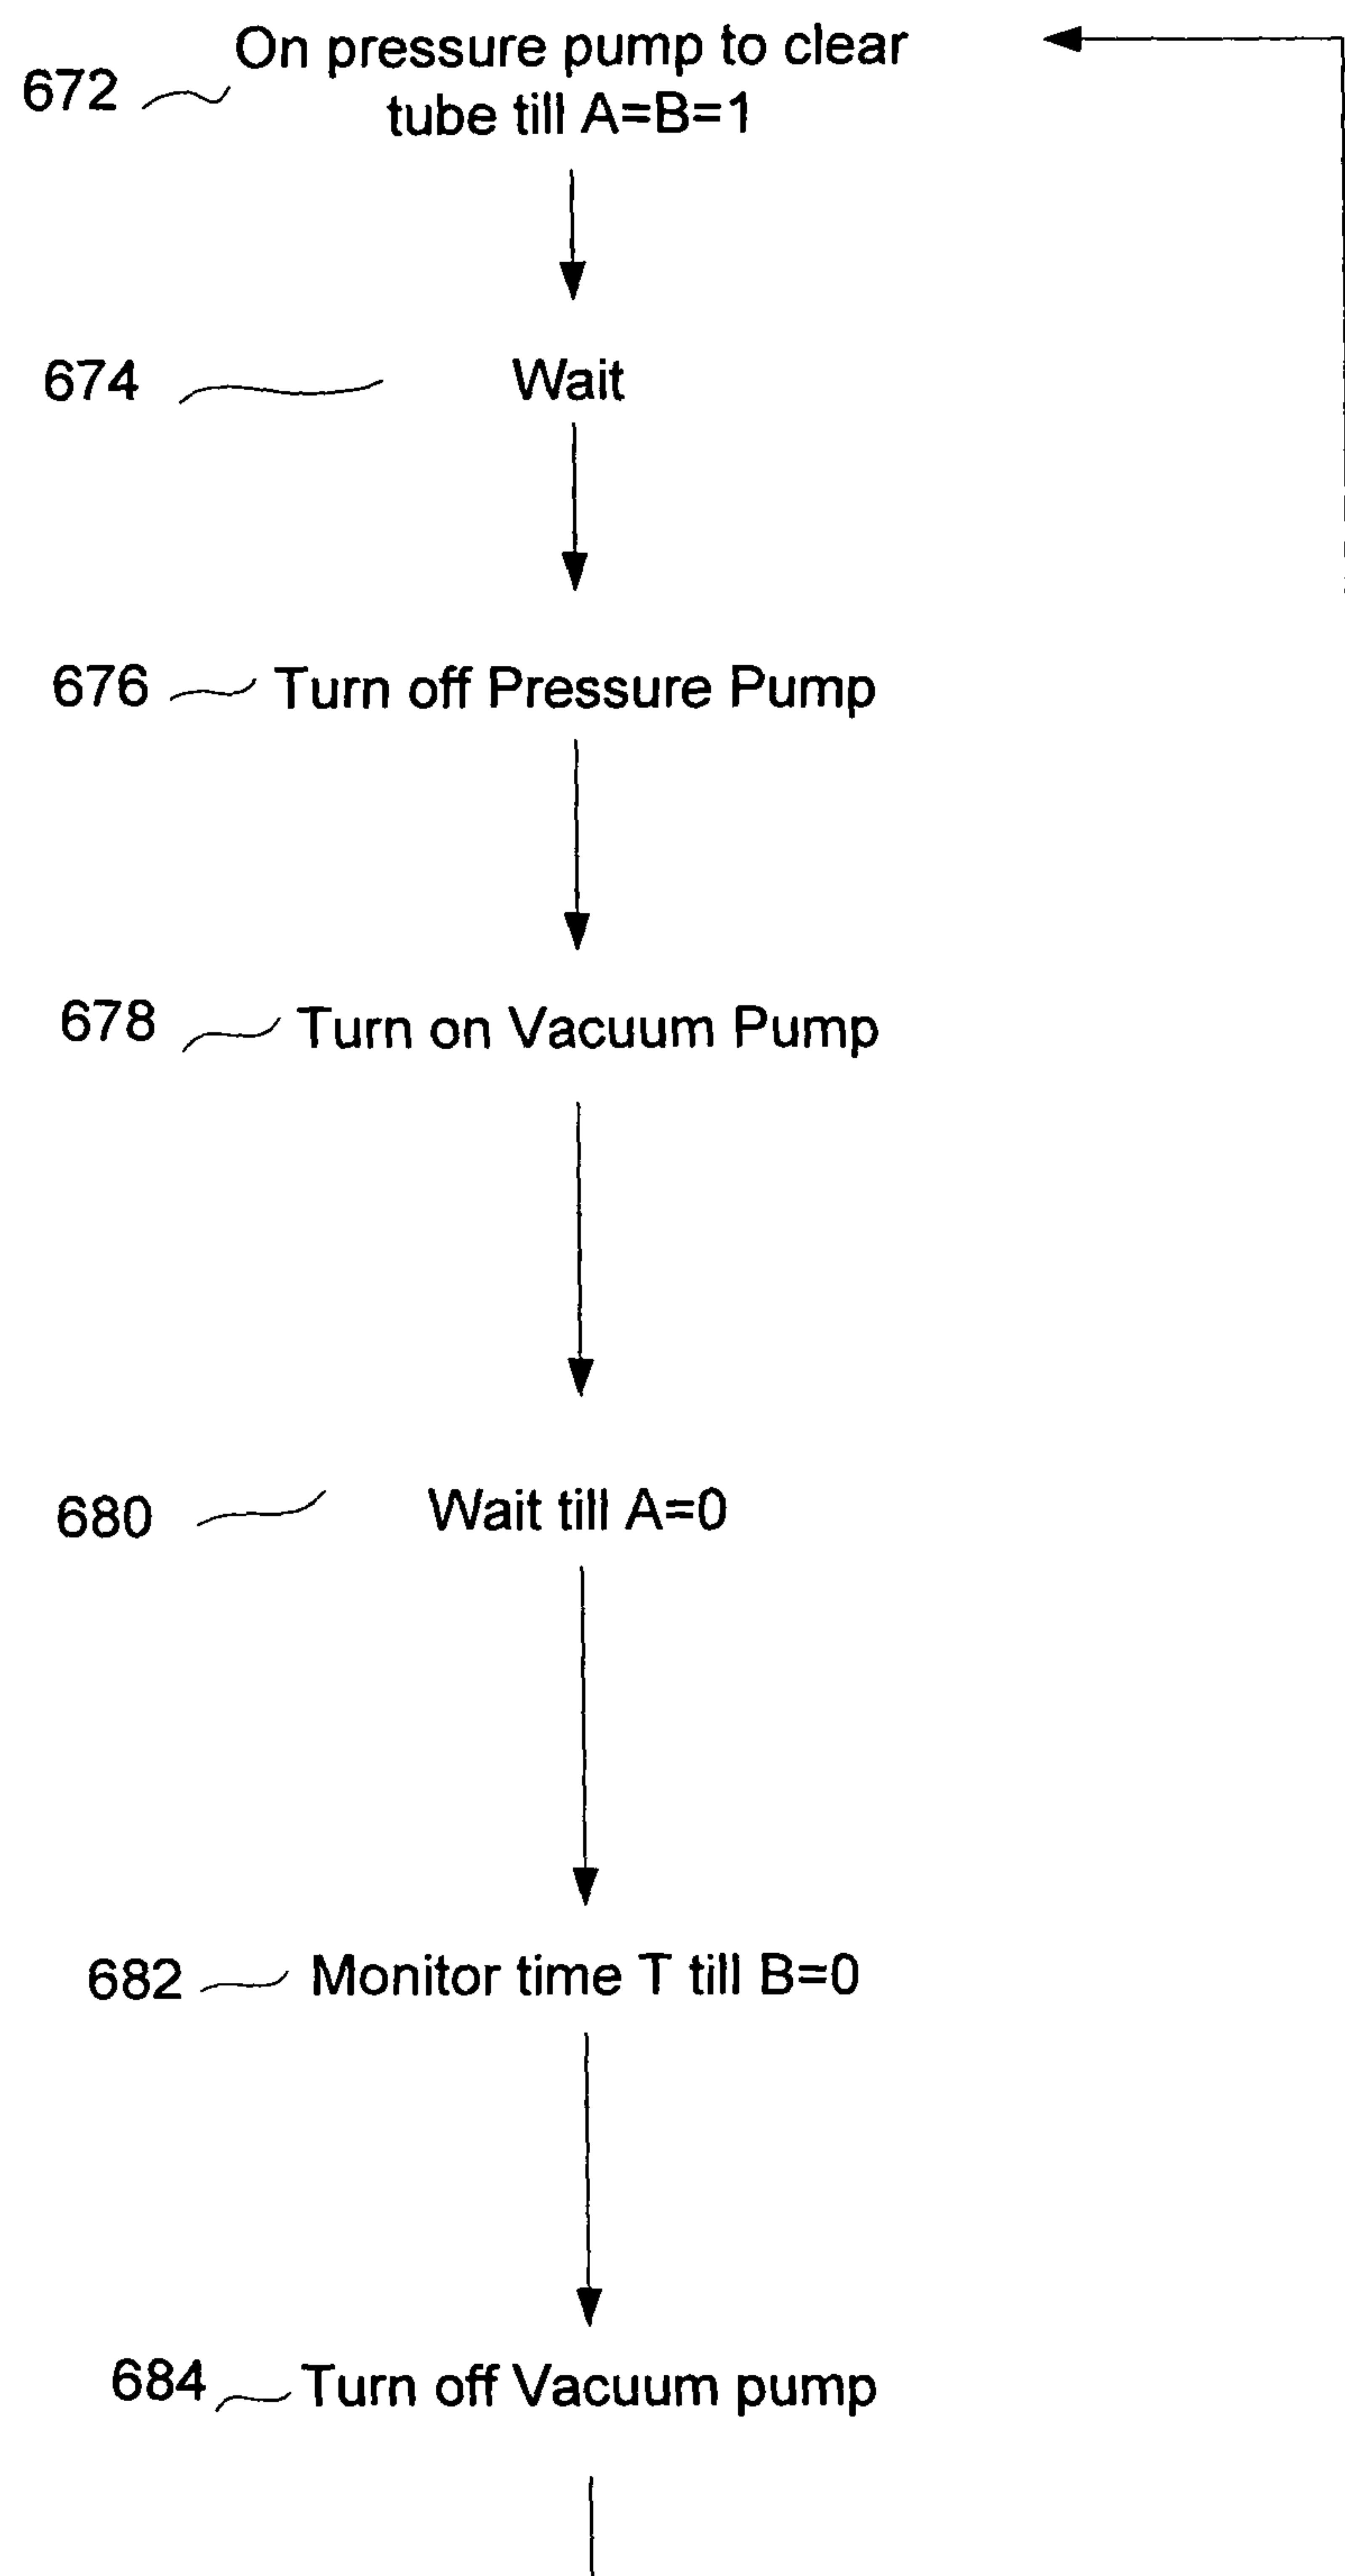 672
On pressure pump to clear
tube till A=B=1
674
Wait
676
Turn off Pressure Pump
678
Turn on Vacuum Pump
680
Wait till A=0
682
Monitor time T till B=0
684
Turn off Vacuum pump